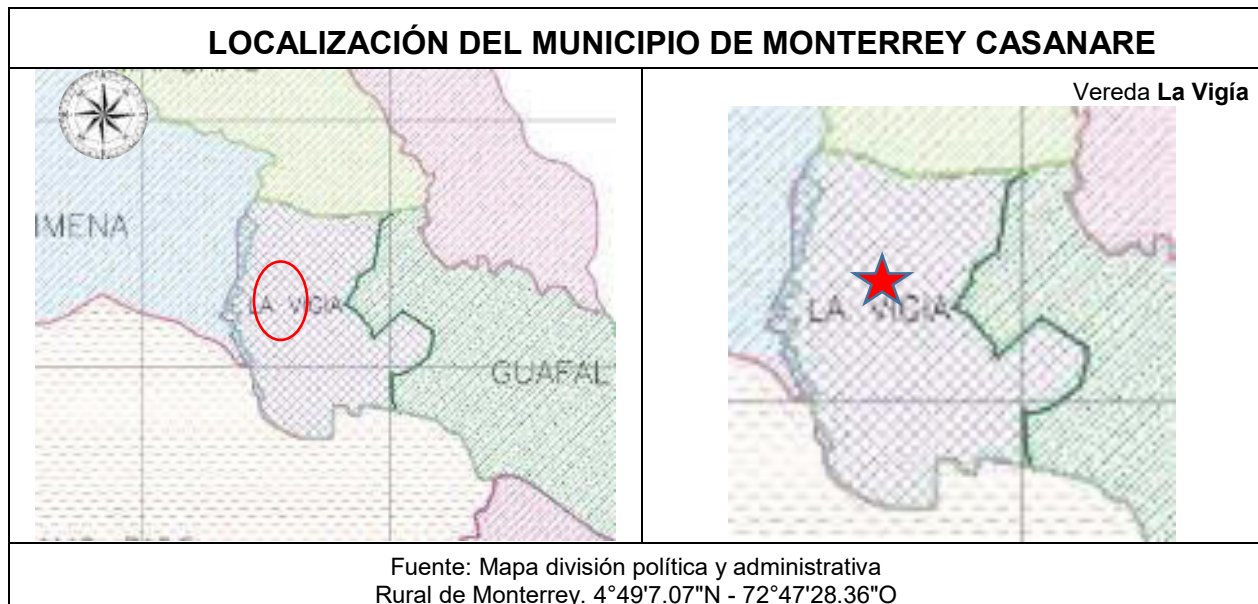 LOCALIZACIÓN DEL MUNICIPIO DE MONTERREY CASANARE
IMENA
LA VIGIA
GUAFAL
Vereda La Vigía
LA VIGIA
Fuente: Mapa división política y administrativa
Rural de Monterrey. 4°49'7.07"N - 72°47'28.36"O